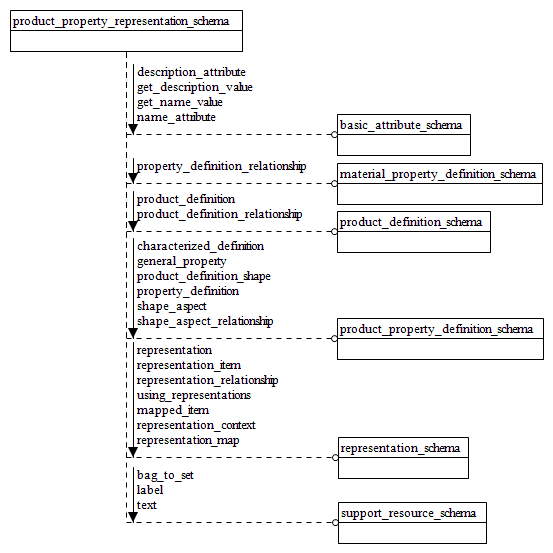 product_property_representation_schema
description_attribute
get_description_value
get_name_value
name_attribute
basic_attribute_schema
property_definition_relationship
material_property_definition_schema
product_definition
product_definition_relationship
product_definition_schema
characterized_definition
general_property
product_definition_shape
property_definition
shape_aspect
shape_aspect_relationship
product_property_definition_schema
representation
representation_item
representation_relationship
using_representations
mapped_item
representation_context
representation_map
representation_schema
bag_to_set
label
text
support_resource_schema